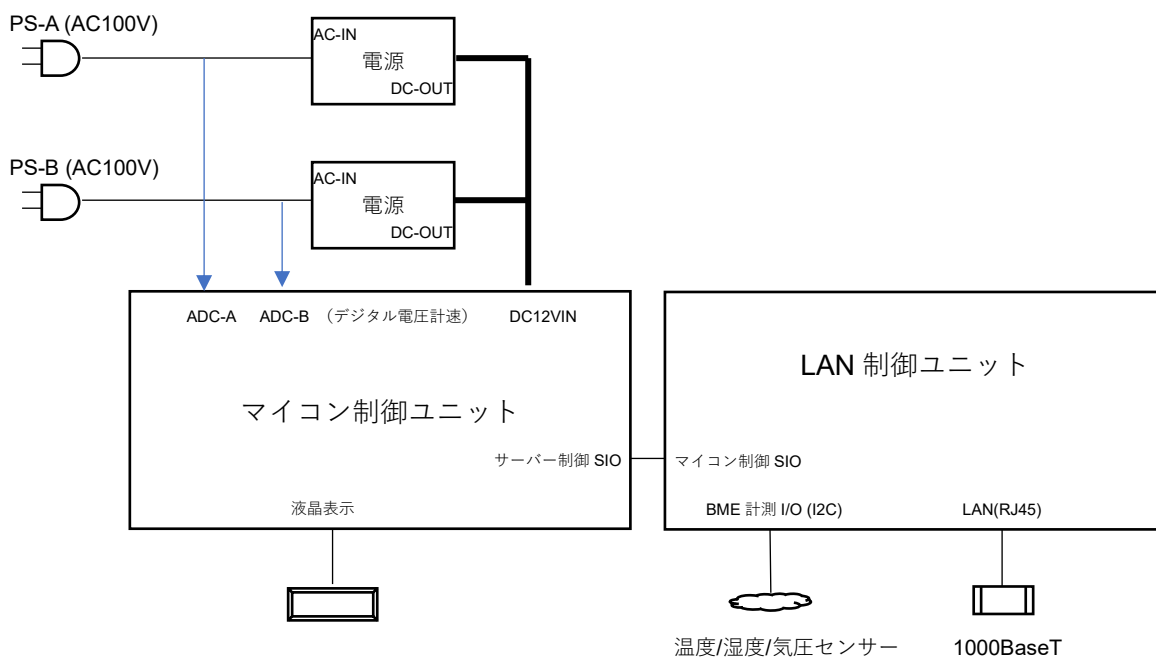 PS-A (AC100V)
AC-IN
電源
DC-OUT
PS-B (AC100V)
AC-IN
電源
DC-OUT
ADC-A ADC-B （デジタル電圧計速） DC12VIN
マイコン制御ユニット
サーバー制御 SIO
液晶表示
LAN 制御ユニット
マイコン制御 SIO
BME 計測 I/O (I2C) LAN(RJ45)
温度/湿度/気圧センサー 1000BaseT